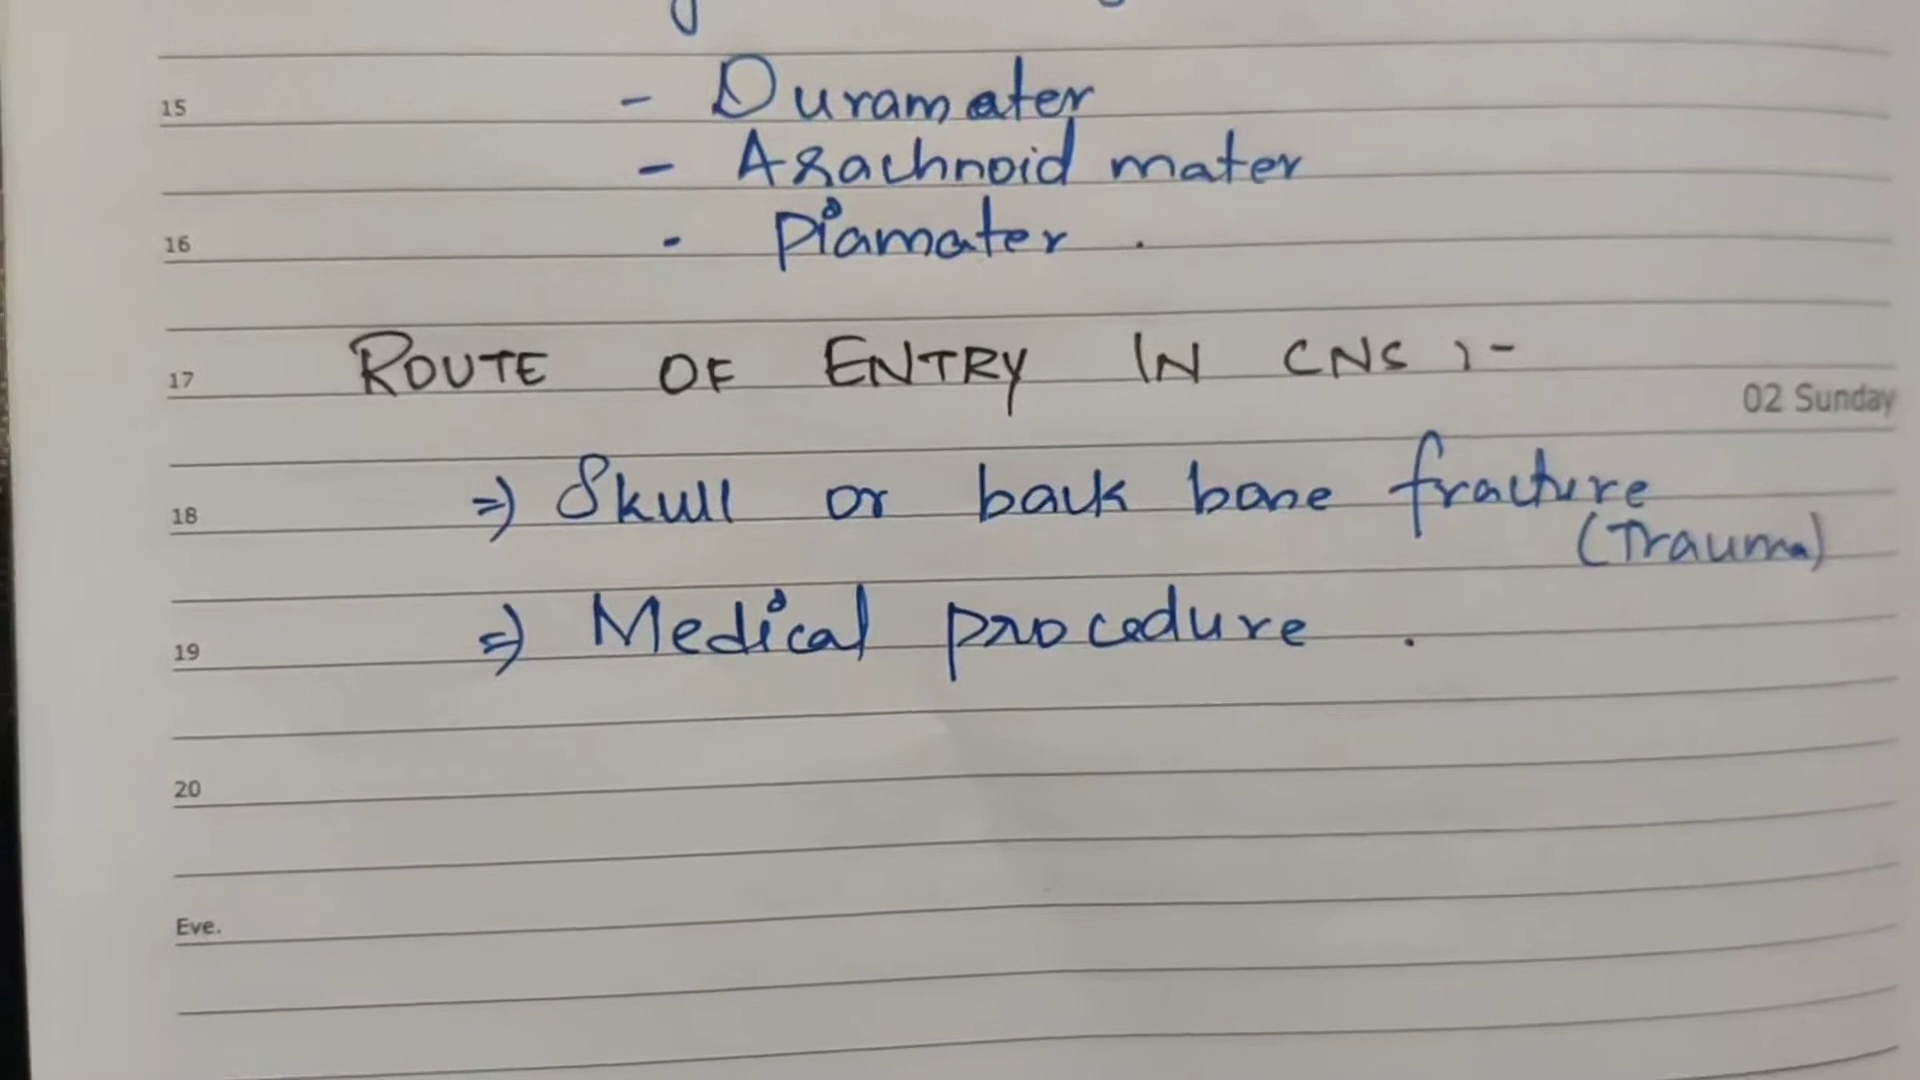 15
- Duramater
- Arachnoid mater
16
- Piamater .
17
ROUTE OF ENTRY IN CNS :-
02 Sunday
18
⇒ Skull or back bone fracture
(Trauma)
19
⇒ Medical procedure .
20
Eve.